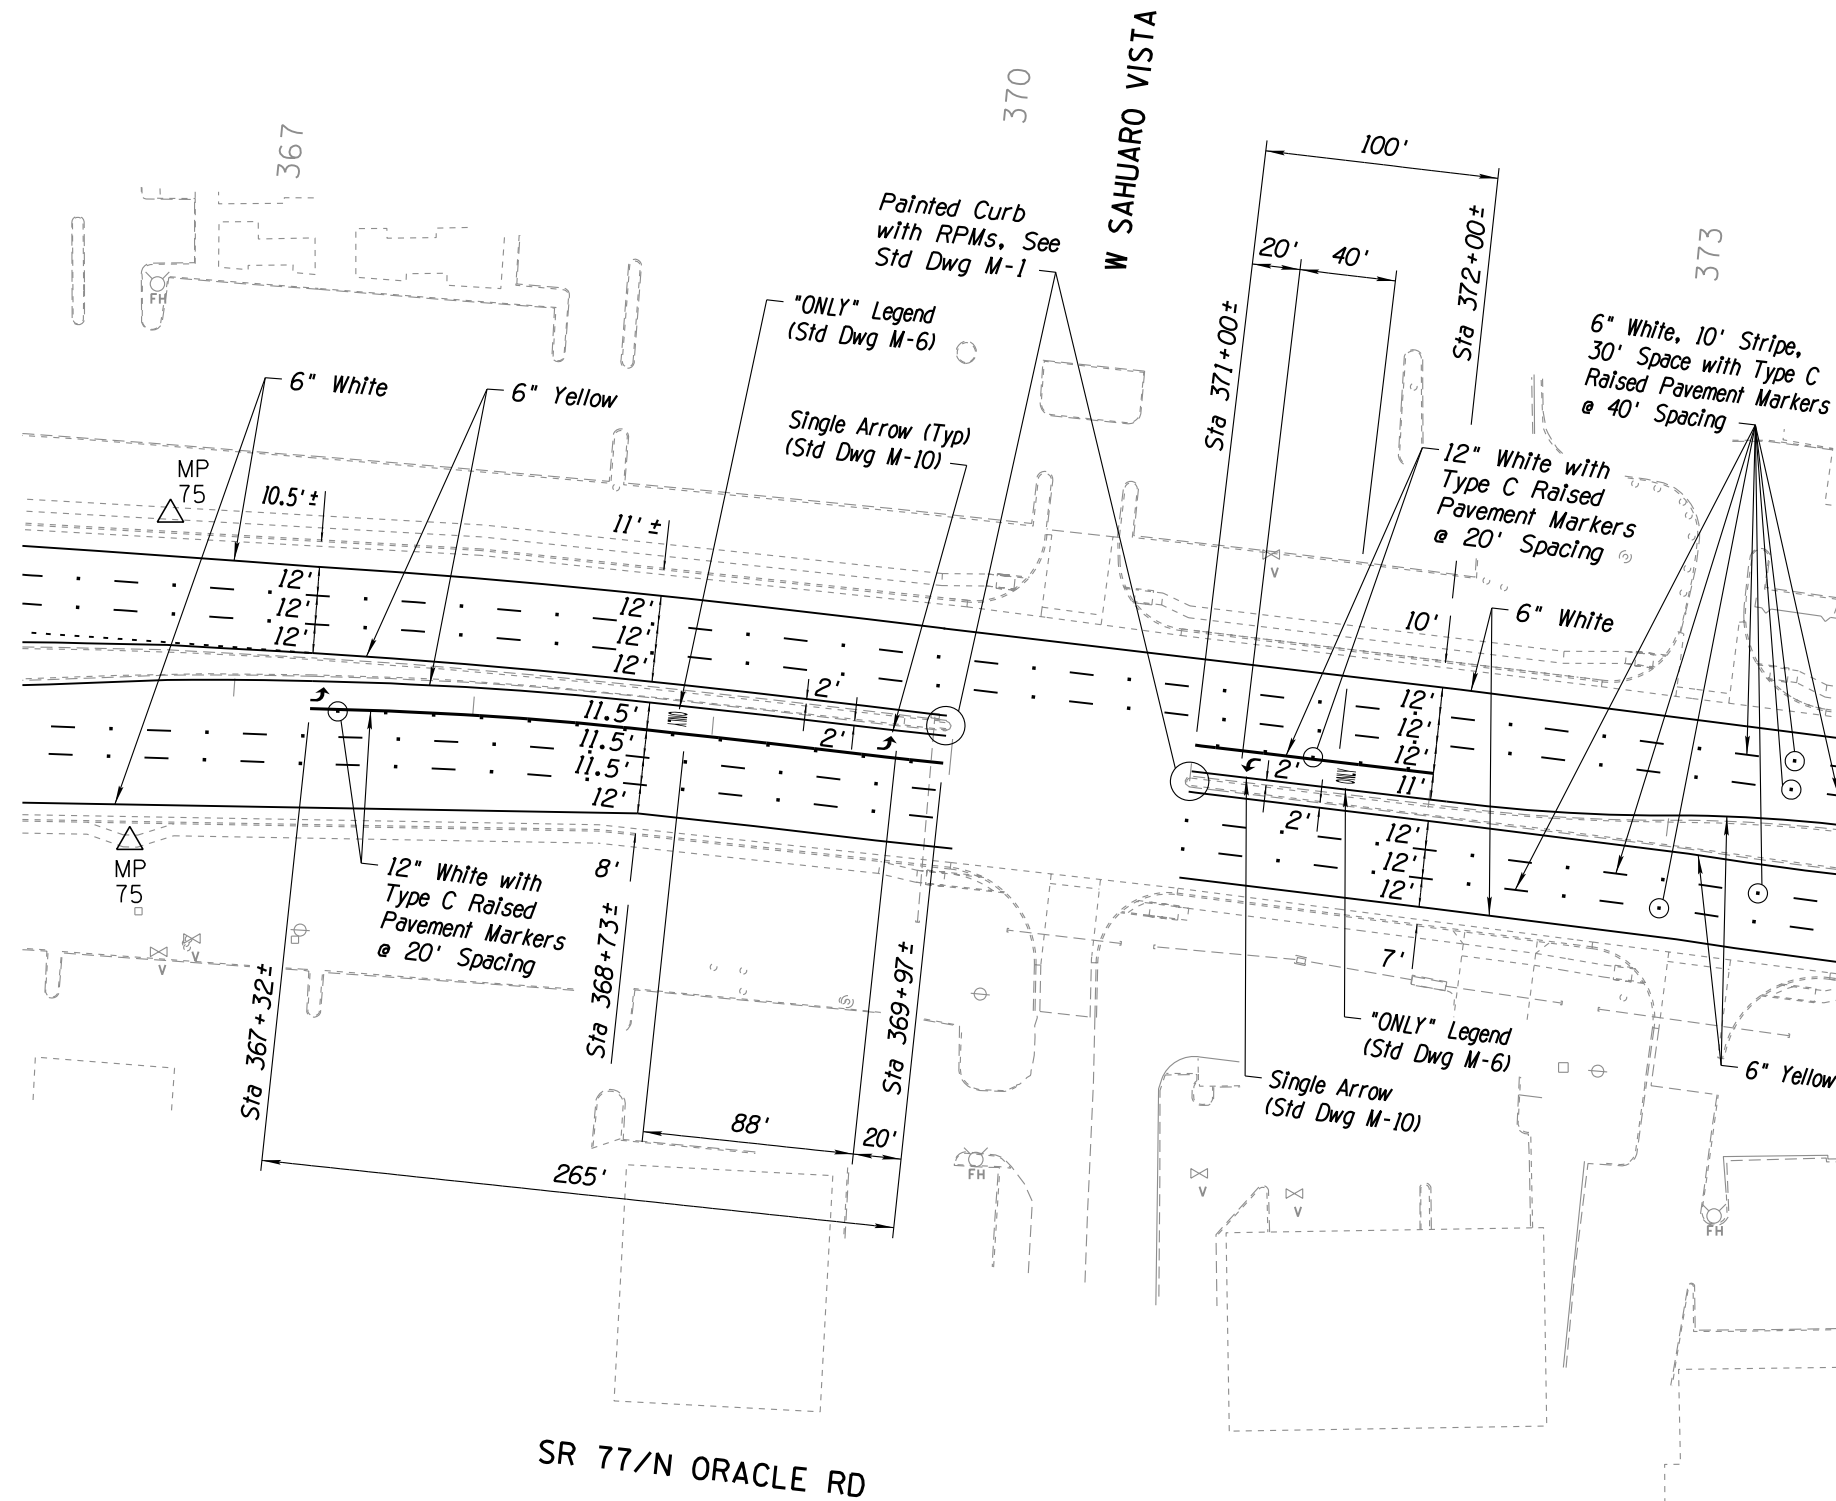 W SAHUARO VISTA
370
367
373
100'
20'
40'
Sta 371+00±
Sta 372+00±
Painted Curb
with RPMs, See
Std Dwg M-1
"ONLY" Legend
(Std Dwg M-6)
Single Arrow (Typ)
(Std Dwg M-10)
6" White
6" Yellow
6" White, 10' Stripe,
30' Space with Type C
Raised Pavement Markers
@ 40' Spacing
12" White with
Type C Raised
Pavement Markers
@ 20' Spacing
FH
MP
75
10.5'±
11'±
10'
6" White
V
12'
12'
12'
12'
12'
12'
2'
11.5'
11.5'
11.5'
12'
2'
ONLY
12'
12'
12'
11'
2'
ONLY
2'
12'
12'
12'
MP
75
8'
7'
12" White with
Type C Raised
Pavement Markers
@ 20' Spacing
V
V
Sta 367+32±
Sta 368+73±
Sta 369+97±
"ONLY" Legend
(Std Dwg M-6)
Single Arrow
(Std Dwg M-10)
6" Yellow
88'
20'
265'
FH
V
V
FH
SR 77/N ORACLE RD